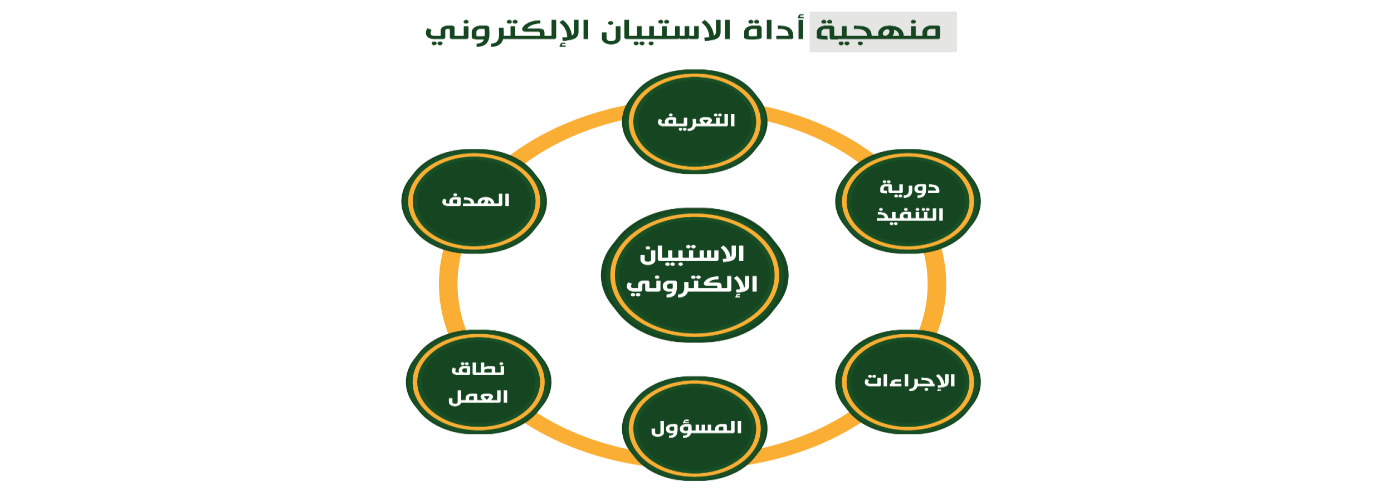 منهجية أداة الاستبيان الإلكتروني
التعريف
دورية
التنفيذ
الهدف
الاستبيان
الإلكتروني
نطاق
العمل
الإجراءات
المسؤول